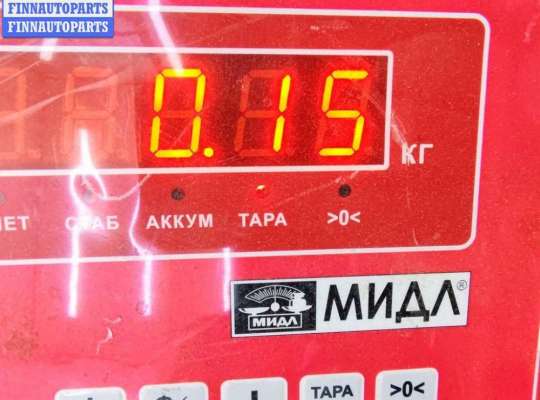 FINNAUTOPARTS
FINNAUTOPARTS
0.15 КГ
СТАБ АККУМ ТАРА >0<
МИДЛ МИДЛ®
ТАРА >0<